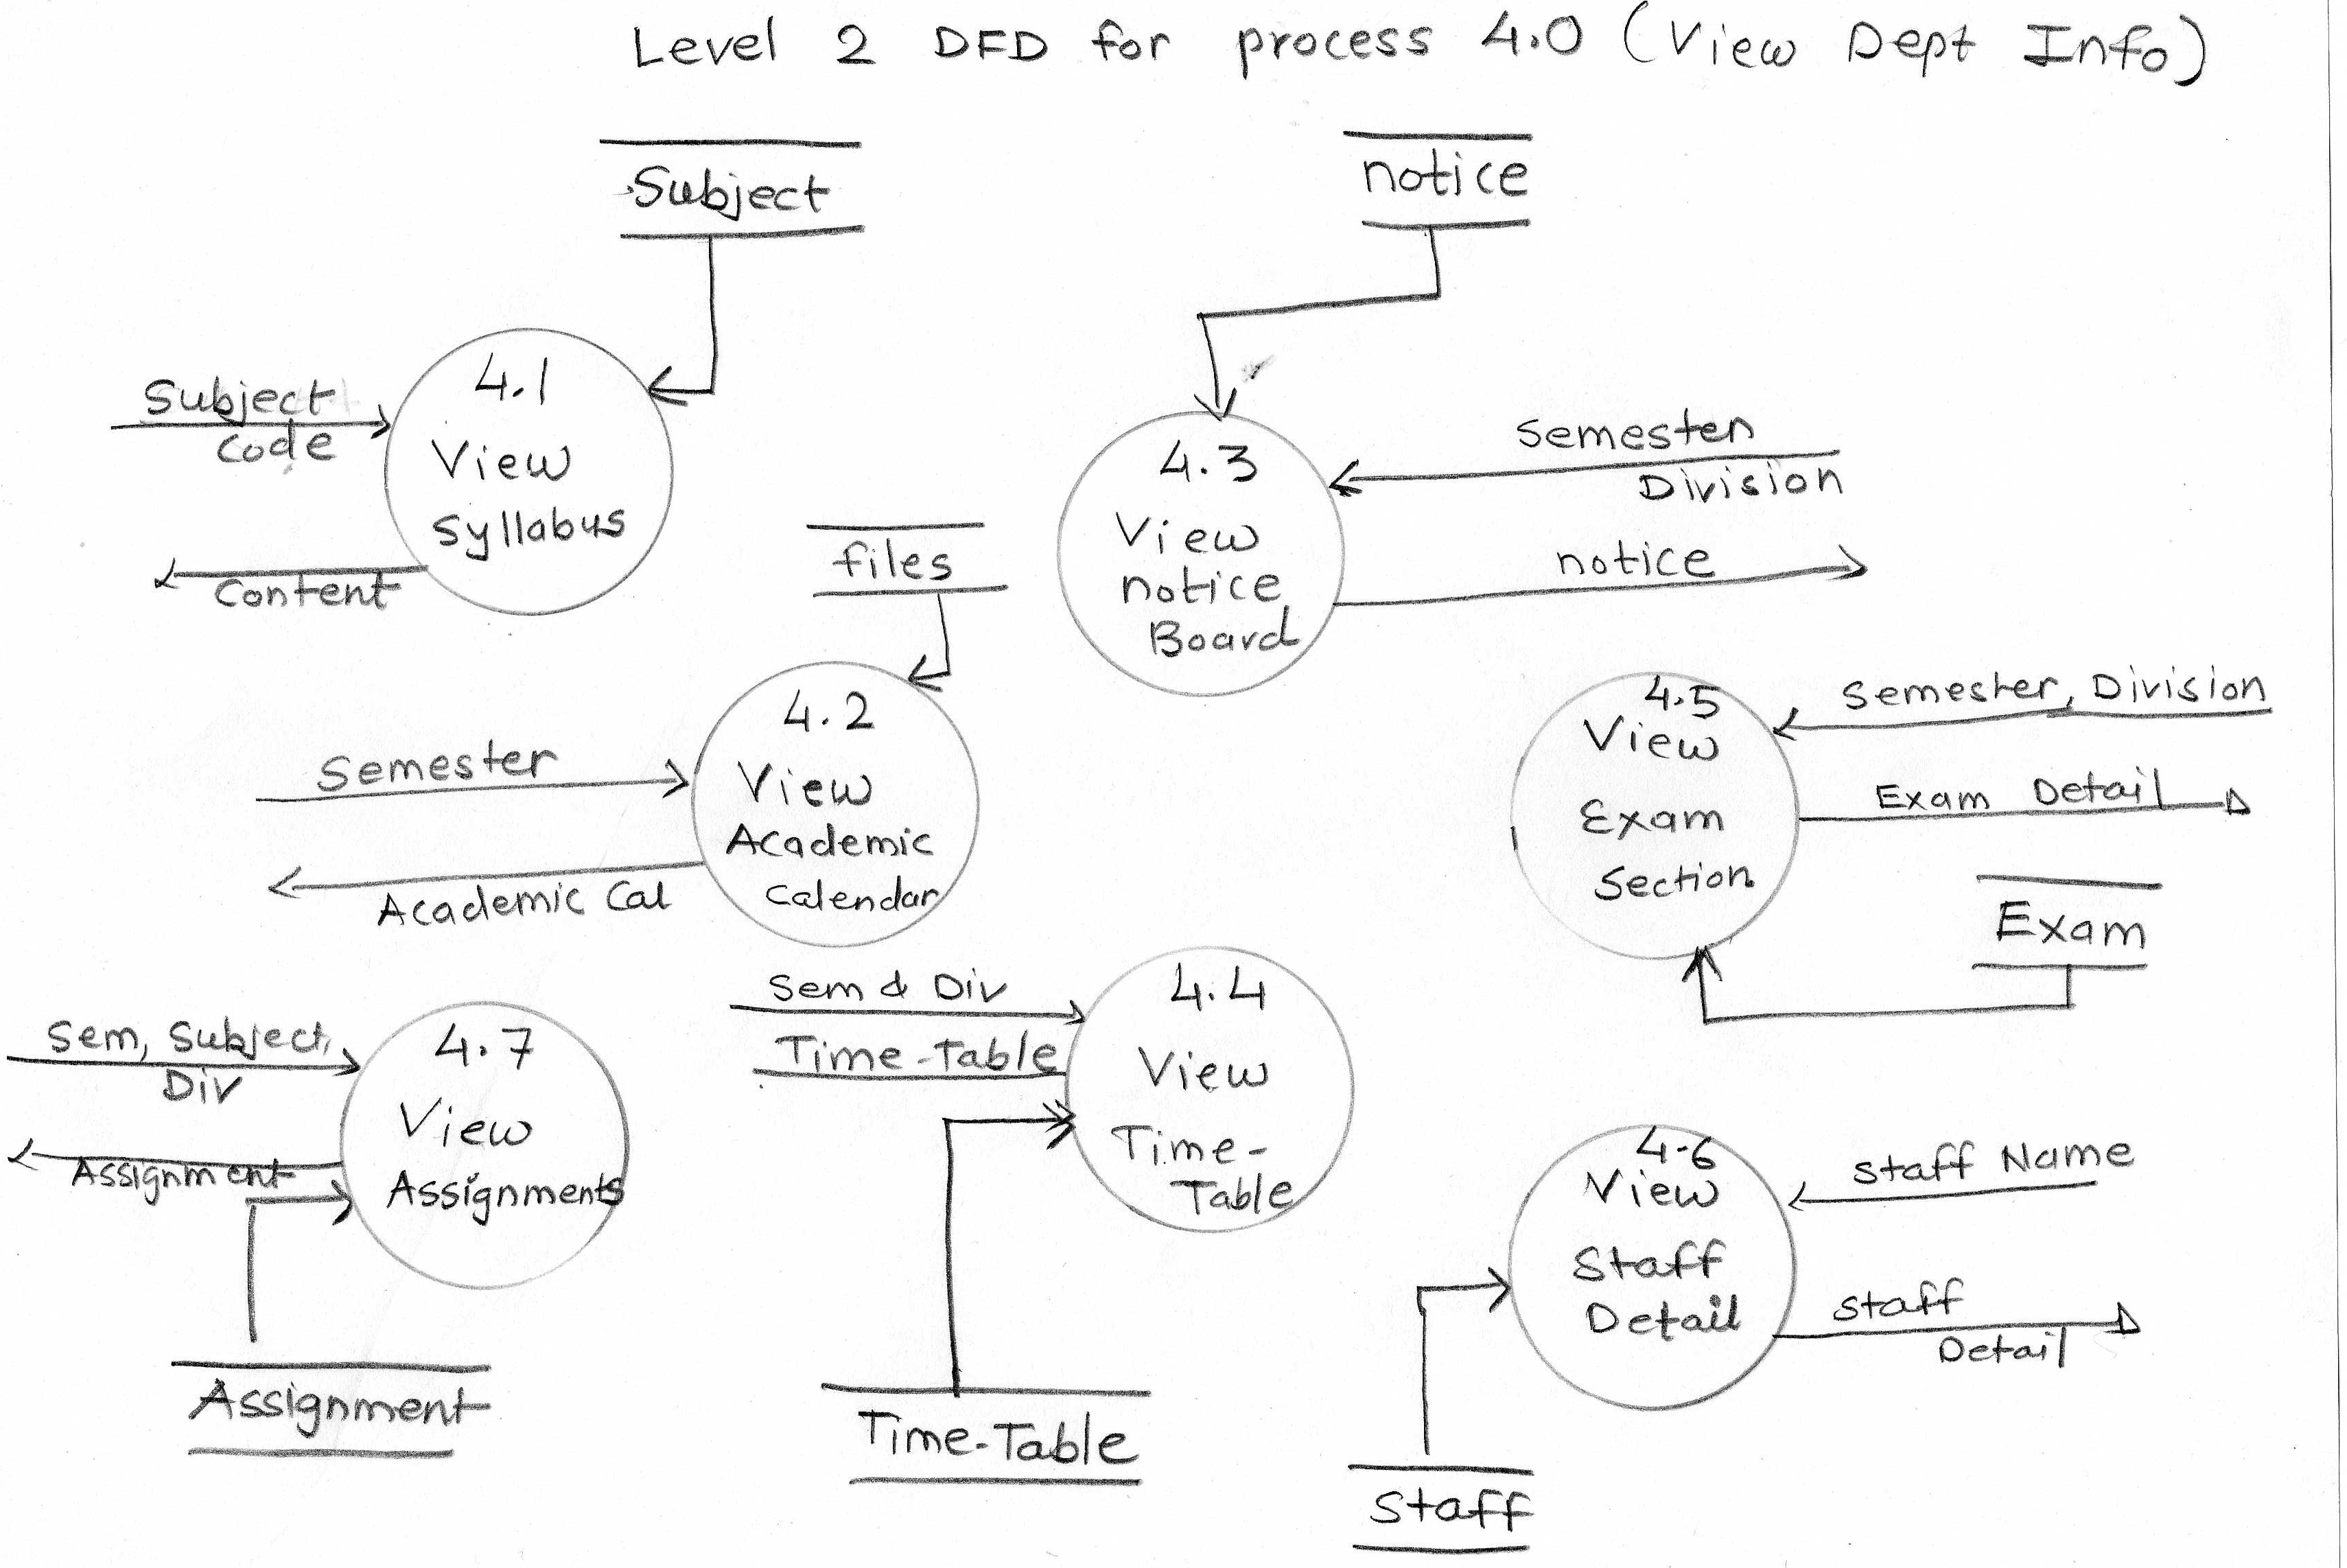 Level 2 DFD for process 4.0 (View Dept Info)
Subject
notice
4.1
View
Syllabus
Subject
code
Content
4.3
View
notice
Board
Semester
Division
notice
files
4.2
View
Academic
Calendar
Semester
Academic Cal
4.5
View
Exam
Section
Semester, Division
Exam Detail
Exam
4.7
View
Assignments
Sem, Subject,
Div
Assignment
Assignment
4.4
View
Time-
Table
Sem & Div
Time-Table
Time-Table
4.6
View
Staff
Detail
Staff Name
Staff
Detail
Staff